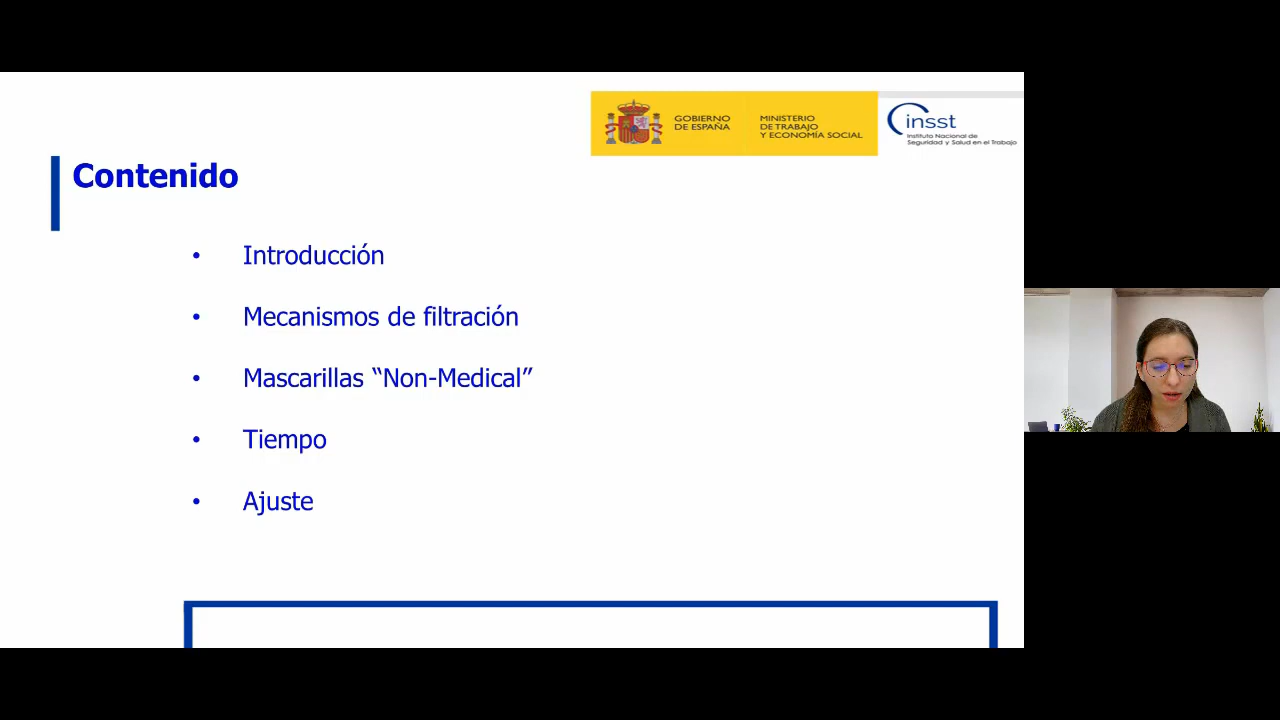 GOBIERNO
DE ESPAÑA
MINISTERIO
DE TRABAJO
Y ECONOMÍA SOCIAL
insst
Instituto Nacional de
Seguridad y Salud en el Trabajo
Contenido
• Introducción
• Mecanismos de filtración
• Mascarillas “Non-Medical”
• Tiempo
• Ajuste